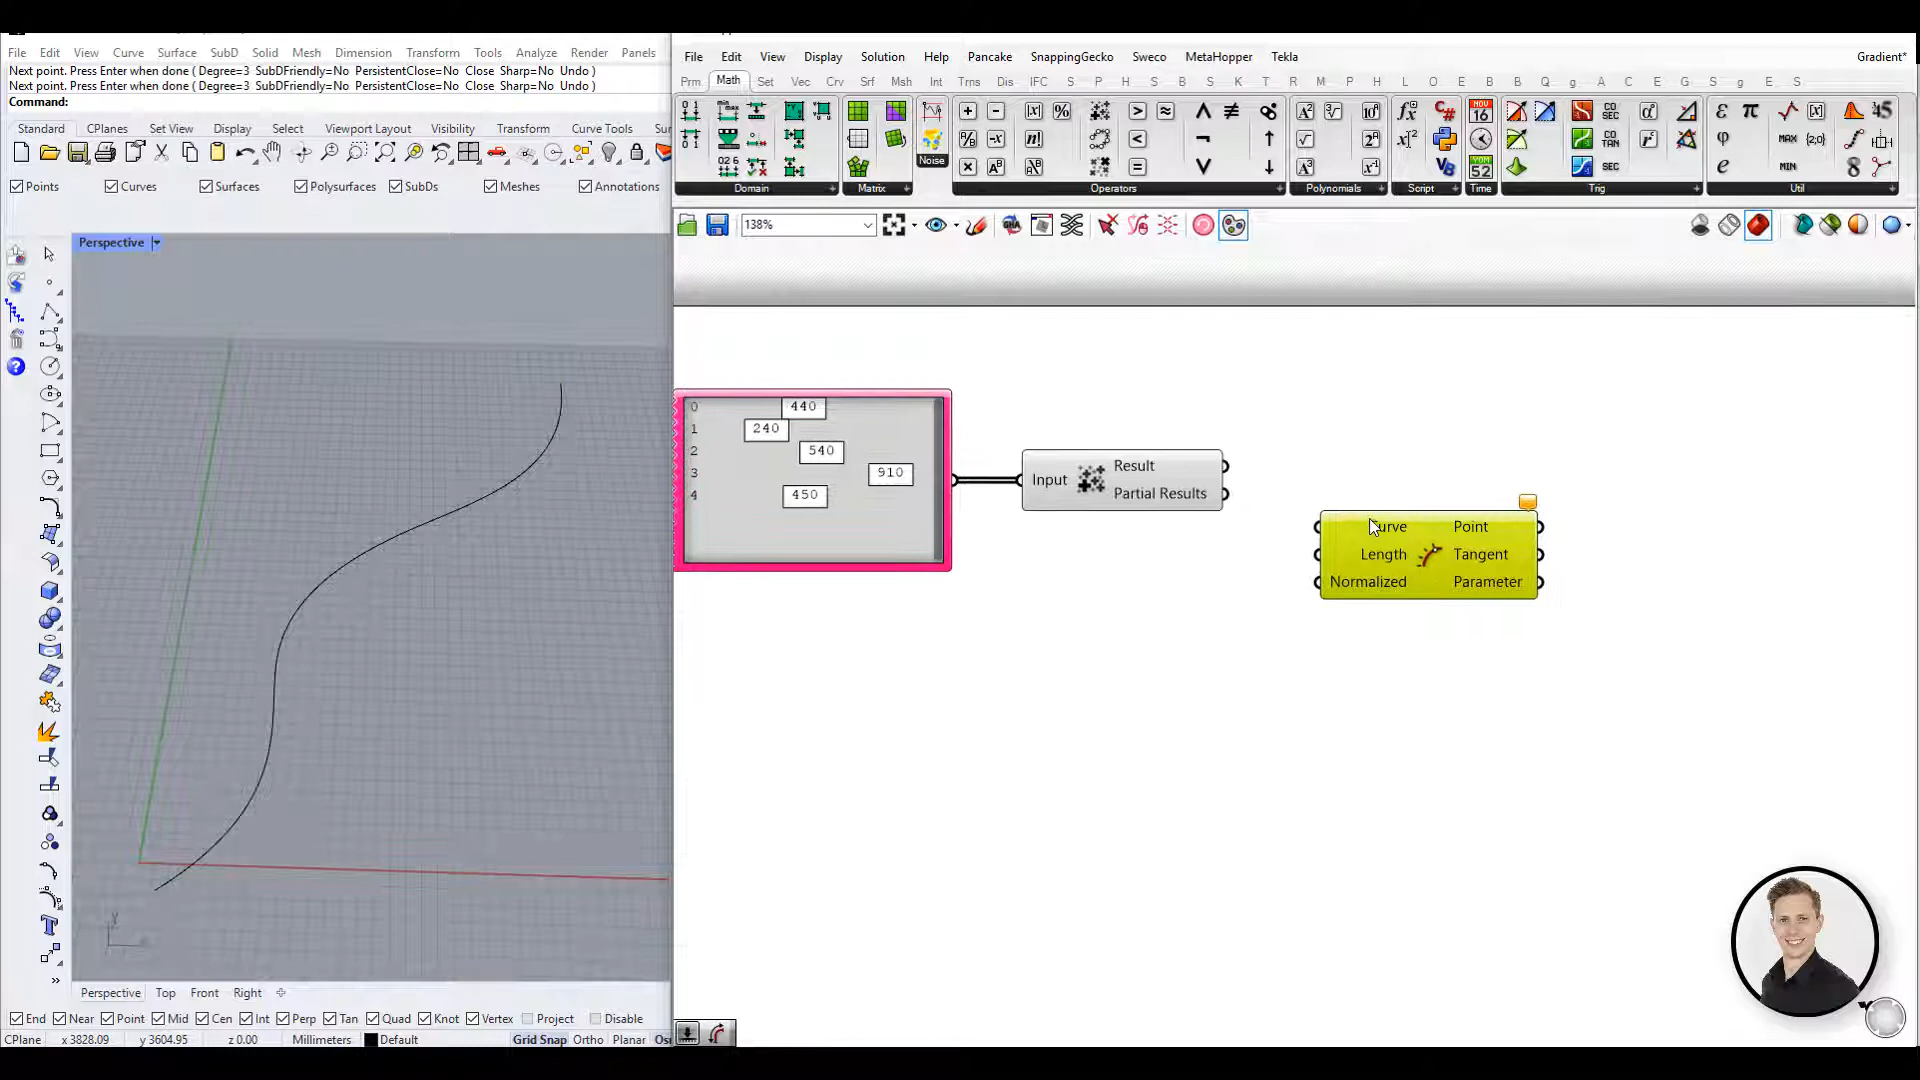 File Edit View Curve Surface SubD Solid Mesh Dimension Transform Tools Analyze Render Panels
Next point. Press Enter when done ( Degree=3 SubDFriendly=No PersistentClose=No Close Sharp=No Undo )
Next point. Press Enter when done ( Degree=3 SubDFriendly=No PersistentClose=No Close Sharp=No Undo )
Command:
Standard CPlanes Set View Display Select Viewport Layout Visibility Transform Curve Tools Su
Points Curves Surfaces Polysurfaces SubDs Meshes Annotations
Perspective
File Edit View Display Solution Help Pancake SnappingGecko Sweco MetaHopper Tekla Gradient*
Prm Math Set Vec Crv Srf Msh Int Trns Dis IFC S P H S K T R M P H L O E B B g a C E G S g E S
Noise
Domain Matrix Operators Polynomials Script Time Trig Util
138%
0 440
1 240
2 540
3 910
4 450
Input Result
Partial Results
Curve Point
Length Tangent
Normalized Parameter
Perspective Top Front Right
End Near Point Mid Cen Int Perp Tan Quad Knot Vertex Project Disable
CPlane x 3828.09 y 3604.95 z 0.00 Millimeters Default Grid Snap Ortho Planar Os